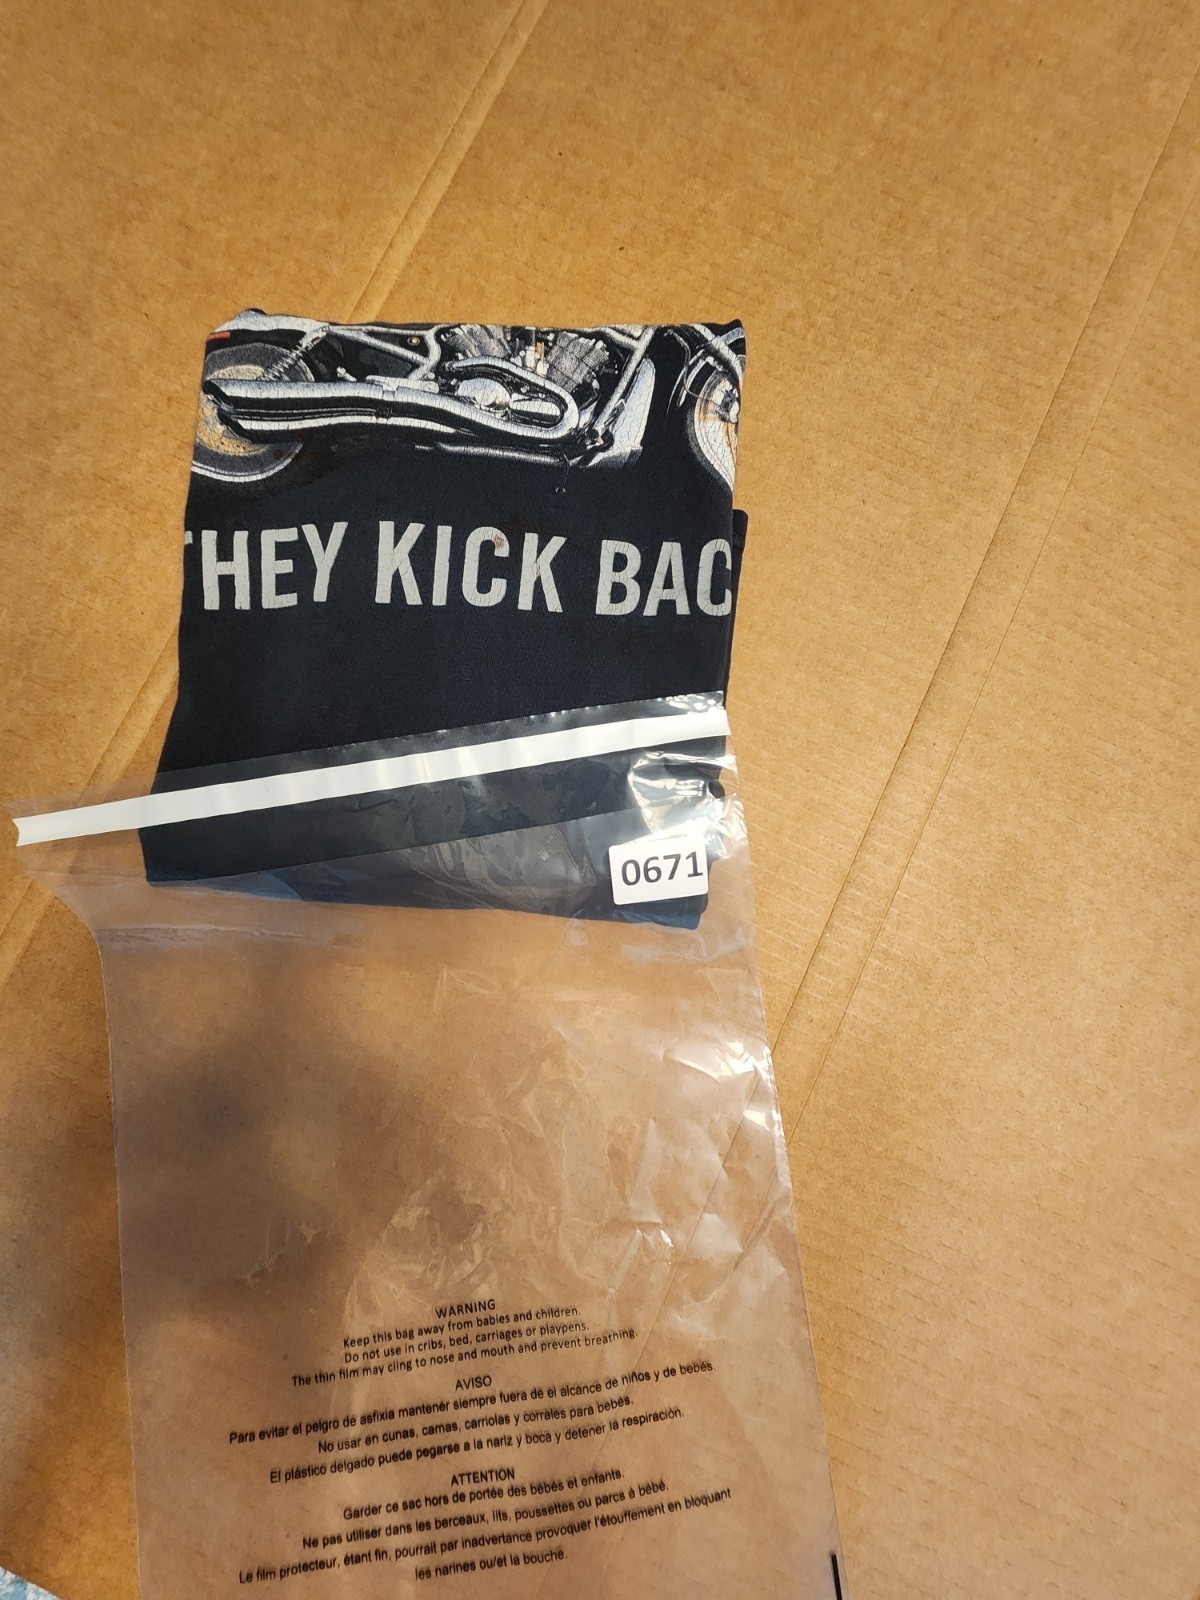 THEY KICK BAC
0671
WARNING
Keep this bag away from babies and children.
Do not use in cribs, bed, carriages or playpens.
The thin film may cling to nose and mouth and prevent breathing.
AVISO
Para evitar el pelgro de asfixia mantener siempre fuera de el alcance de niños y de bebés.
No usar en cunas, camas, carriolas y corrales para bebés.
El plástico delgado puede pegarse a la nariz y boca y detener la respiración.
ATTENTION
Garder ce sac hors de portée des bébés et enfants.
Ne pas utiliser dans les berceaux, lits, poussettes ou parcs à bébé.
Le film protecteur, étant fin, pourrait par inadvertance provoquer l'étouffement en bloquant
les narines ou/et la bouche.